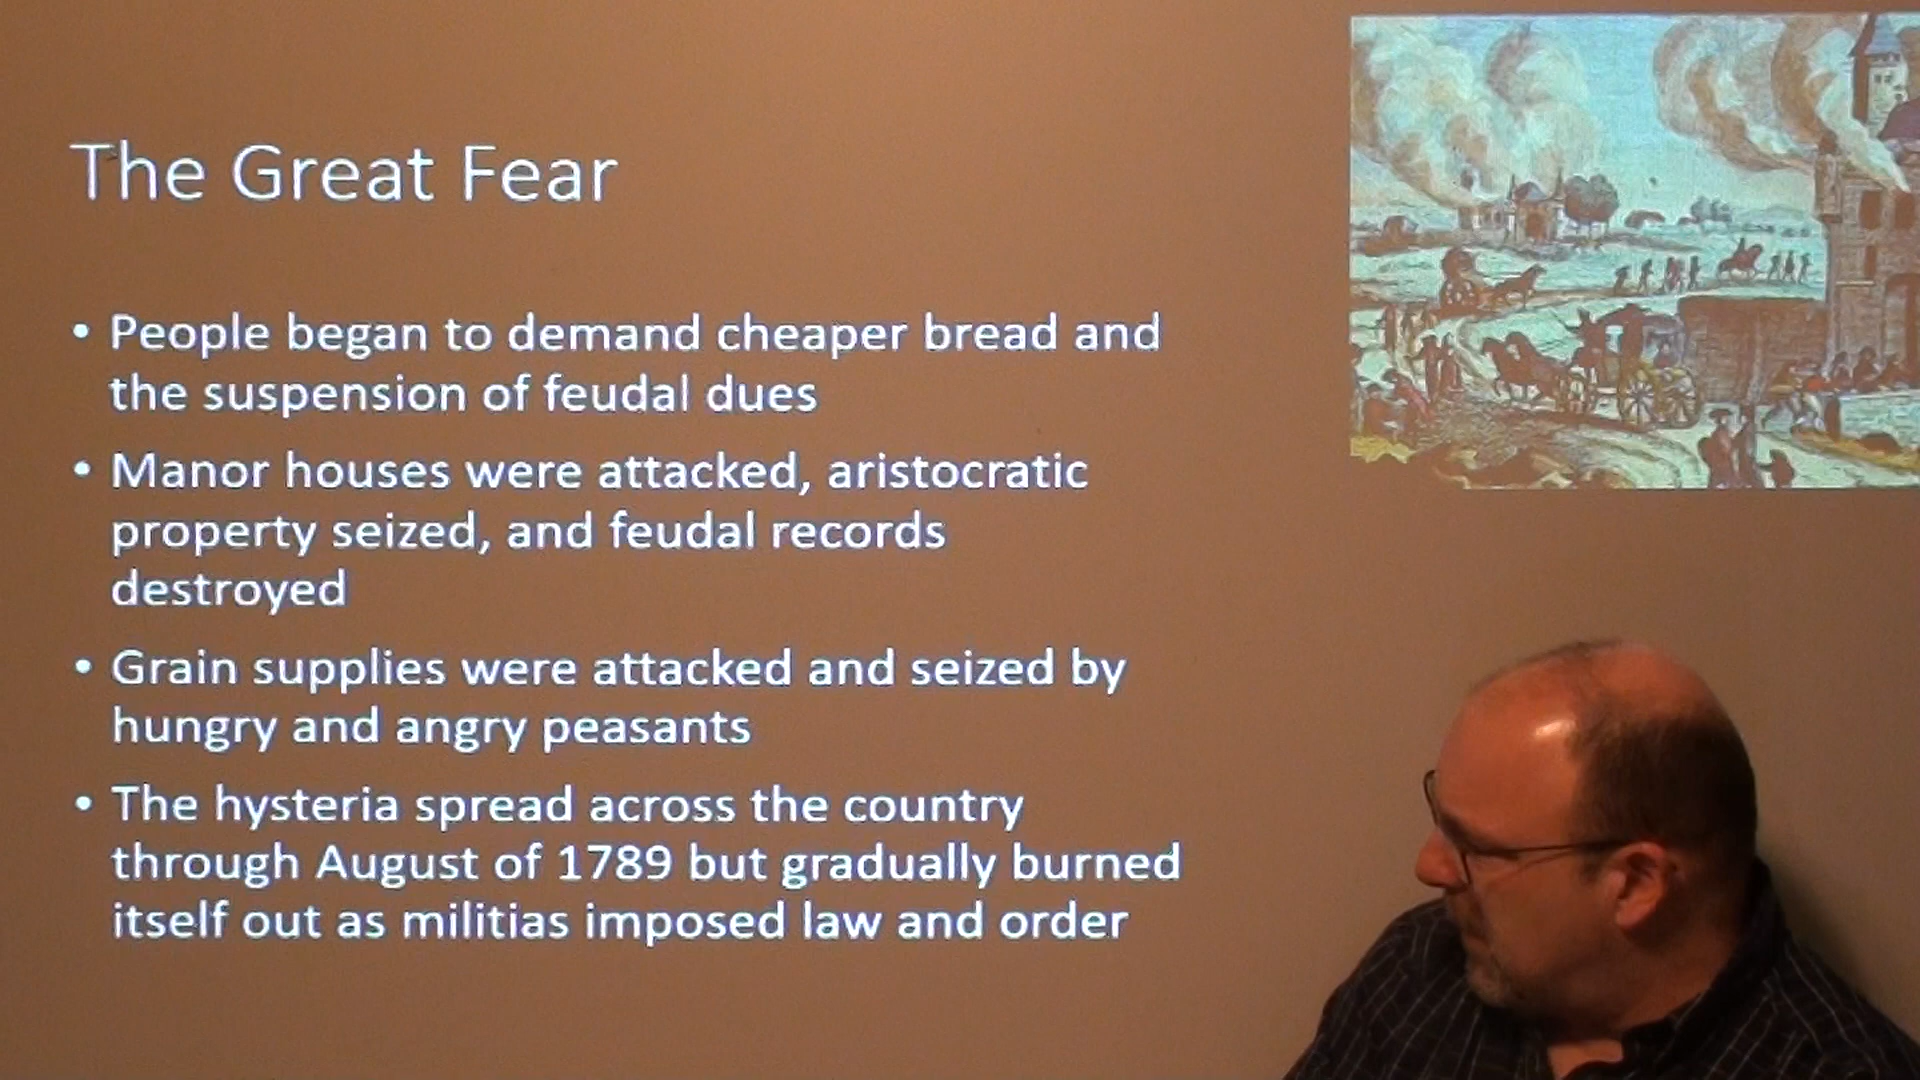 The Great Fear
• People began to demand cheaper bread and
the suspension of feudal dues
• Manor houses were attacked, aristocratic
property seized, and feudal records
destroyed
• Grain supplies were attacked and seized by
hungry and angry peasants
• The hysteria spread across the country
through August of 1789 but gradually burned
itself out as militias imposed law and order